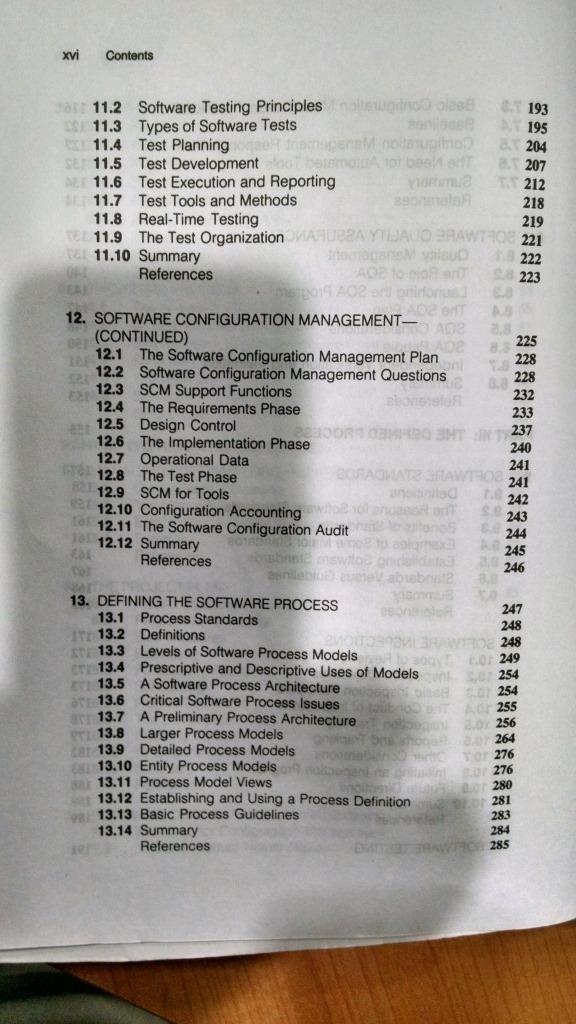 xvi Contents
11.2 Software Testing Principles 193
11.3 Types of Software Tests 195
11.4 Test Planning 204
11.5 Test Development 207
11.6 Test Execution and Reporting 212
11.7 Test Tools and Methods 218
11.8 Real-Time Testing 219
11.9 The Test Organization 221
11.10 Summary 222
References 223
12. SOFTWARE CONFIGURATION MANAGEMENT—
(CONTINUED) 225
12.1 The Software Configuration Management Plan 228
12.2 Software Configuration Management Questions 228
12.3 SCM Support Functions 232
12.4 The Requirements Phase 233
12.5 Design Control 237
12.6 The Implementation Phase 240
12.7 Operational Data 241
12.8 The Test Phase 241
12.9 SCM for Tools 242
12.10 Configuration Accounting 243
12.11 The Software Configuration Audit 244
12.12 Summary 245
References 246
13. DEFINING THE SOFTWARE PROCESS 247
13.1 Process Standards 248
13.2 Definitions 248
13.3 Levels of Software Process Models 249
13.4 Prescriptive and Descriptive Uses of Models 254
13.5 A Software Process Architecture 254
13.6 Critical Software Process Issues 255
13.7 A Preliminary Process Architecture 256
13.8 Larger Process Models 264
13.9 Detailed Process Models 276
13.10 Entity Process Models 276
13.11 Process Model Views 280
13.12 Establishing and Using a Process Definition 281
13.13 Basic Process Guidelines 283
13.14 Summary 284
References 285